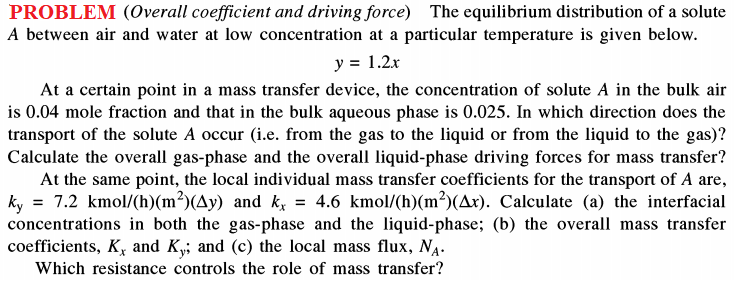 PROBLEM (Overall coefficient and driving force) The equilibrium distribution of a solute
A between air and water at low concentration at a particular temperature is given below.
y = 1.2x
At a certain point in a mass transfer device, the concentration of solute A in the bulk air
is 0.04 mole fraction and that in the bulk aqueous phase is 0.025. In which direction does the
transport of the solute A occur (i.e. from the gas to the liquid or from the liquid to the gas)?
Calculate the overall gas-phase and the overall liquid-phase driving forces for mass transfer?
At the same point, the local individual mass transfer coefficients for the transport of A are,
k_y = 7.2 kmol/(h)(m²)(Δy) and k_x = 4.6 kmol/(h)(m²)(Δx). Calculate (a) the interfacial
concentrations in both the gas-phase and the liquid-phase; (b) the overall mass transfer
coefficients, K_x and K_y; and (c) the local mass flux, N_A.
Which resistance controls the role of mass transfer?